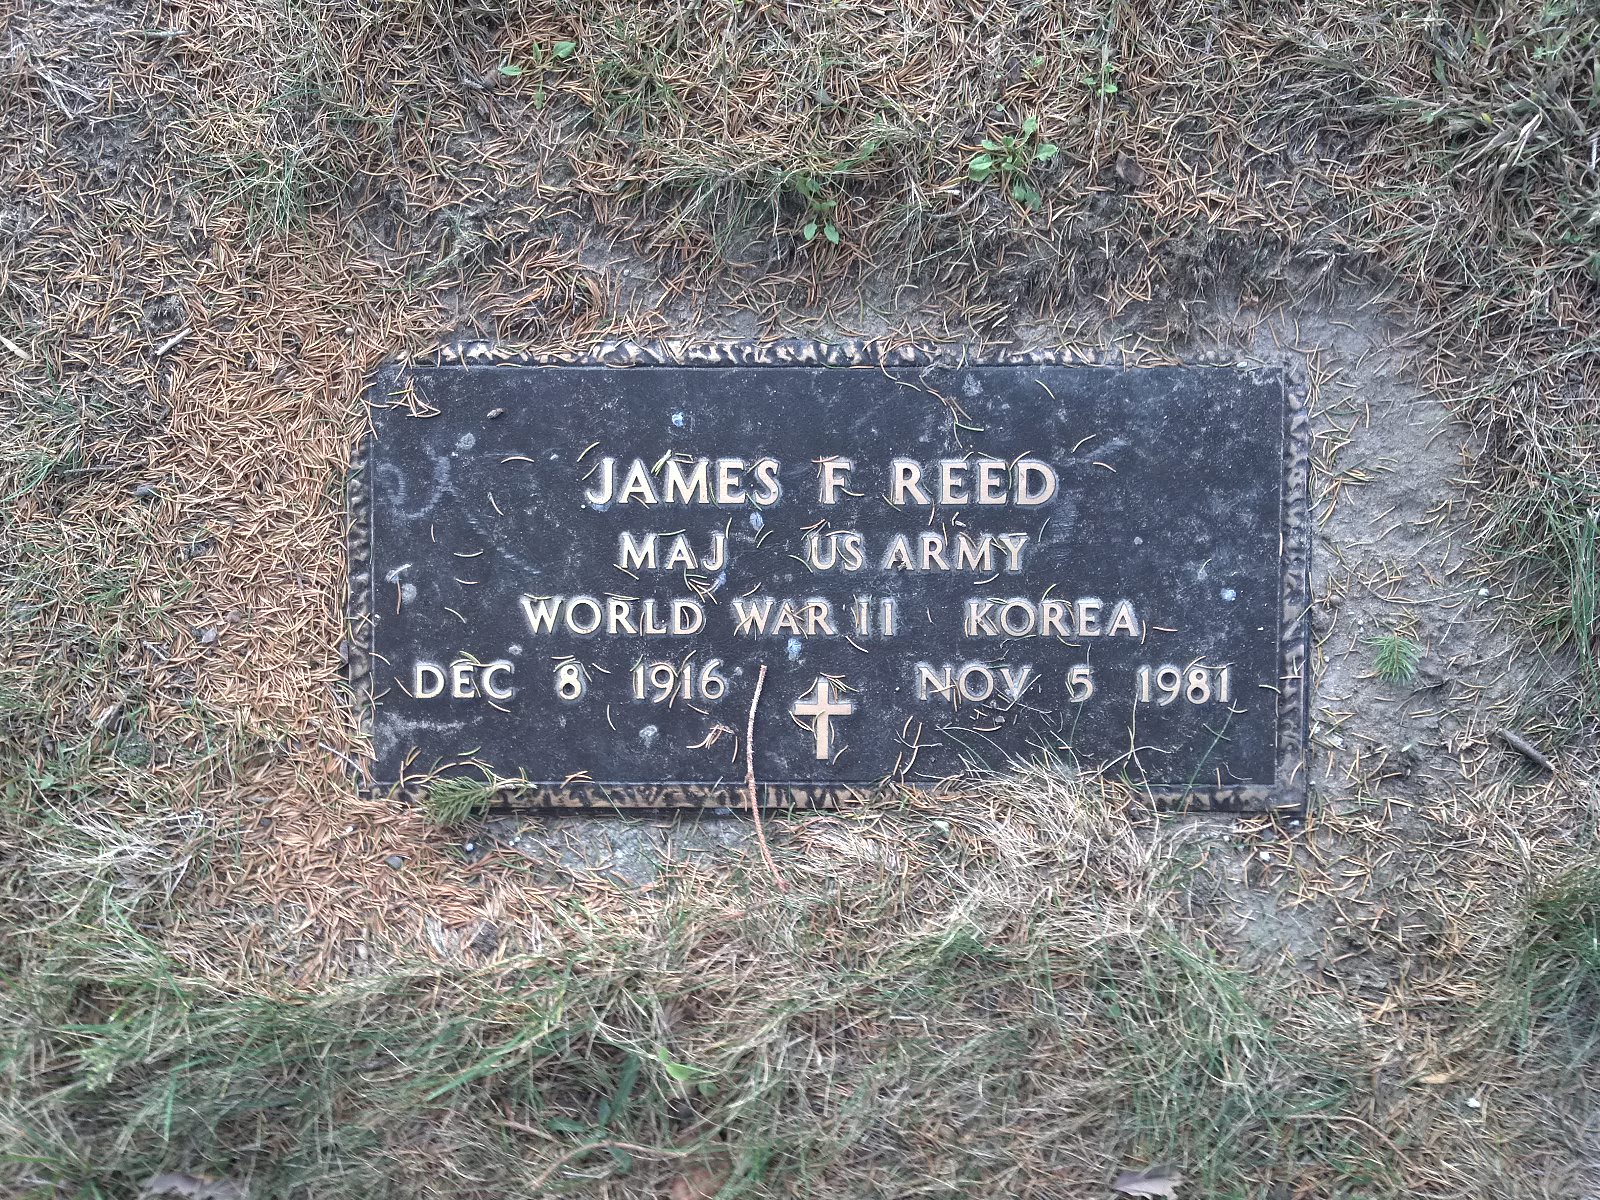 JAMES F REED
MAJ US ARMY
WORLD WAR II KOREA
DEC 8 1916 NOV 5 1981